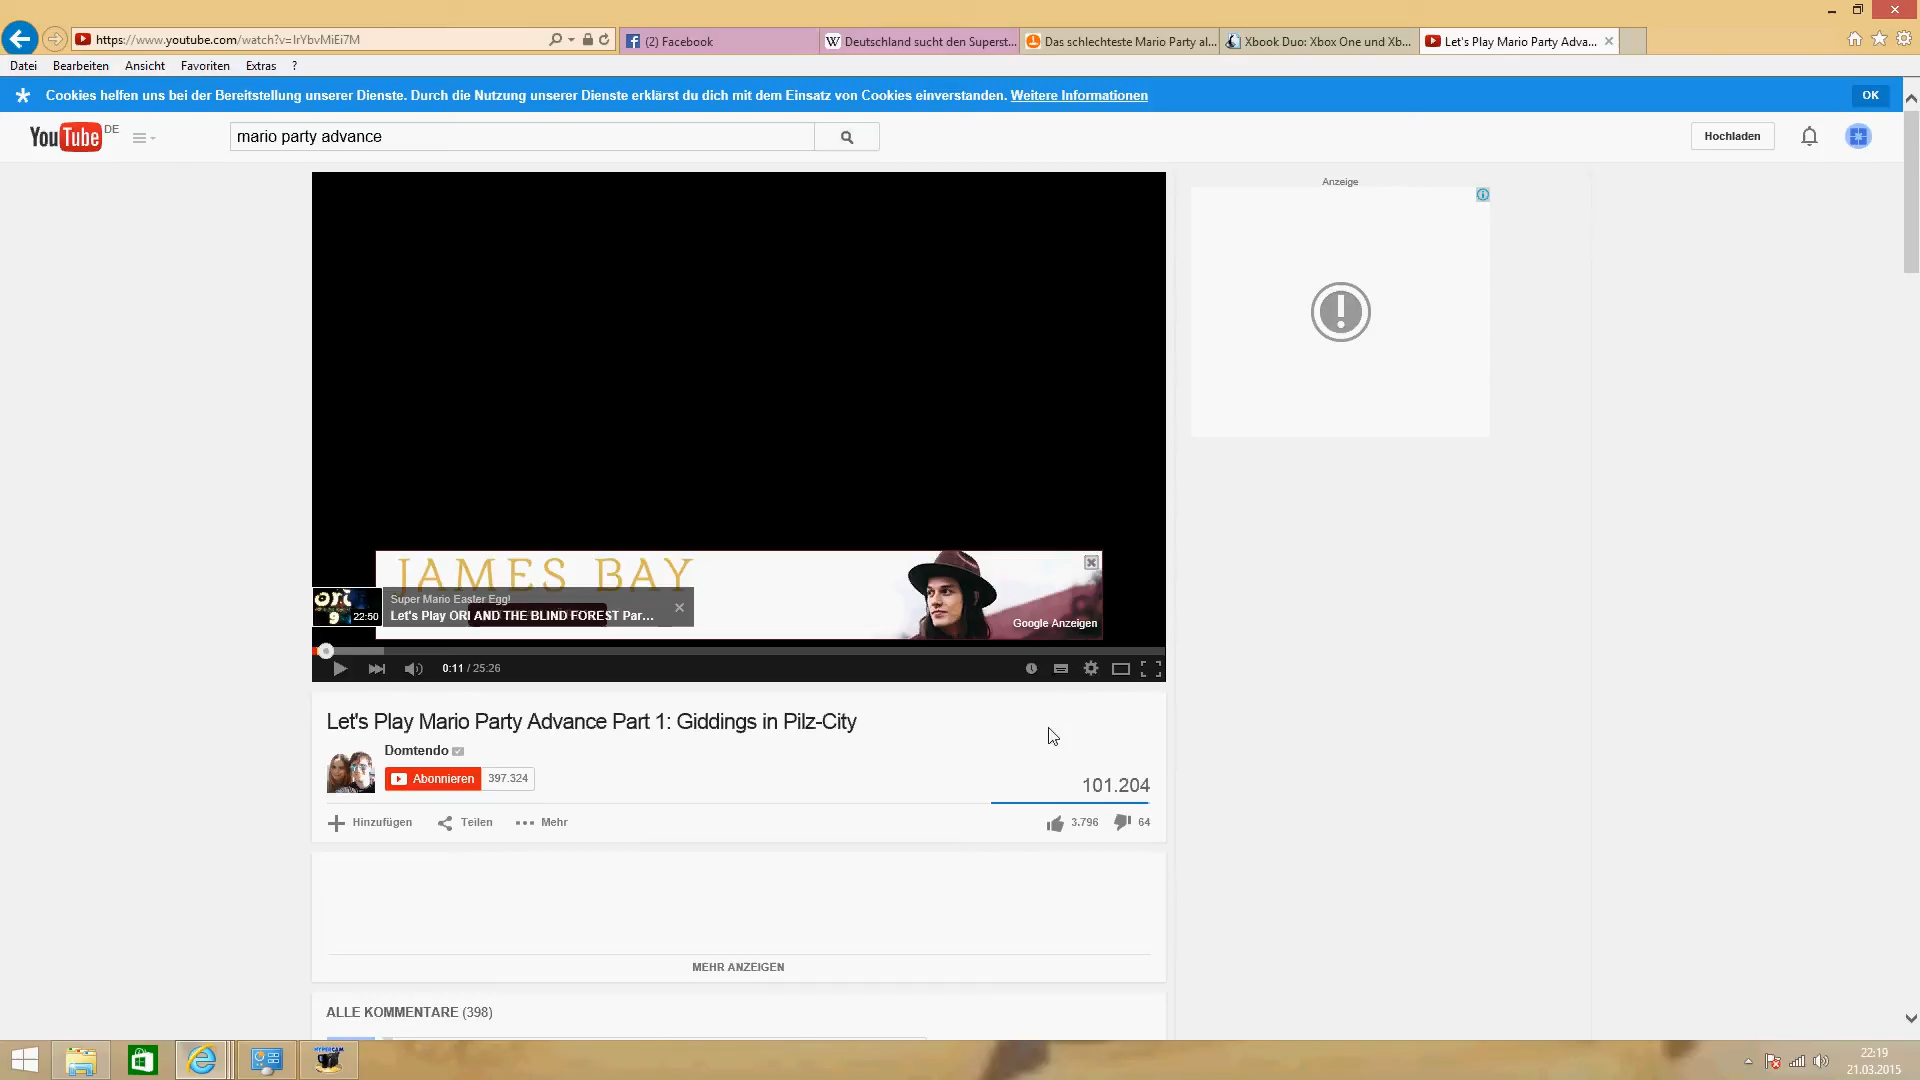 https://www.youtube.com/watch?v=IrYbvMiEi7M
(2) Facebook
W Deutschland sucht den Superst...
Das schlechteste Mario Party al...
Xbook Duo: Xbox One und Xb...
Let's Play Mario Party Adva...
Datei Bearbeiten Ansicht Favoriten Extras ?
Cookies helfen uns bei der Bereitstellung unserer Dienste. Durch die Nutzung unserer Dienste erklärst du dich mit dem Einsatz von Cookies einverstanden. Weitere Informationen
OK
YouTube DE
mario party advance
Hochladen
Anzeige
JAMES BAY
ori
9
22:50
Super Mario Easter Egg!
Let's Play ORI AND THE BLIND FOREST Par...
Google Anzeigen
0:11 / 25:26
Let's Play Mario Party Advance Part 1: Giddings in Pilz-City
Domtendo
Abonnieren 397.324
101.204
Hinzufügen Teilen Mehr
3.796 64
MEHR ANZEIGEN
ALLE KOMMENTARE (398)
HYPERCAM
22:19
21.03.2015